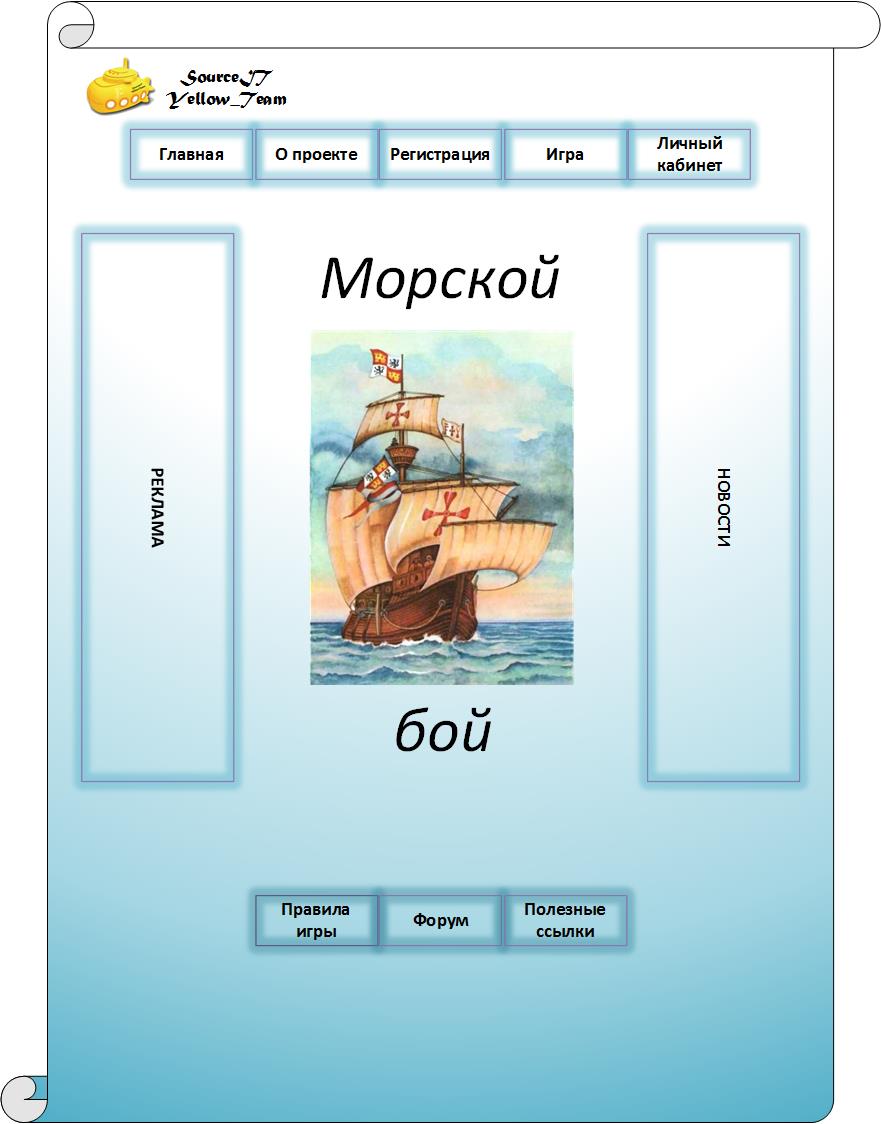 SourceIT
Yellow_Team
Главная
О проекте
Регистрация
Игра
Личный
кабинет
РЕКЛАМА
Морской
бой
НОВОСТИ
Правила
игры
Форум
Полезные
ссылки